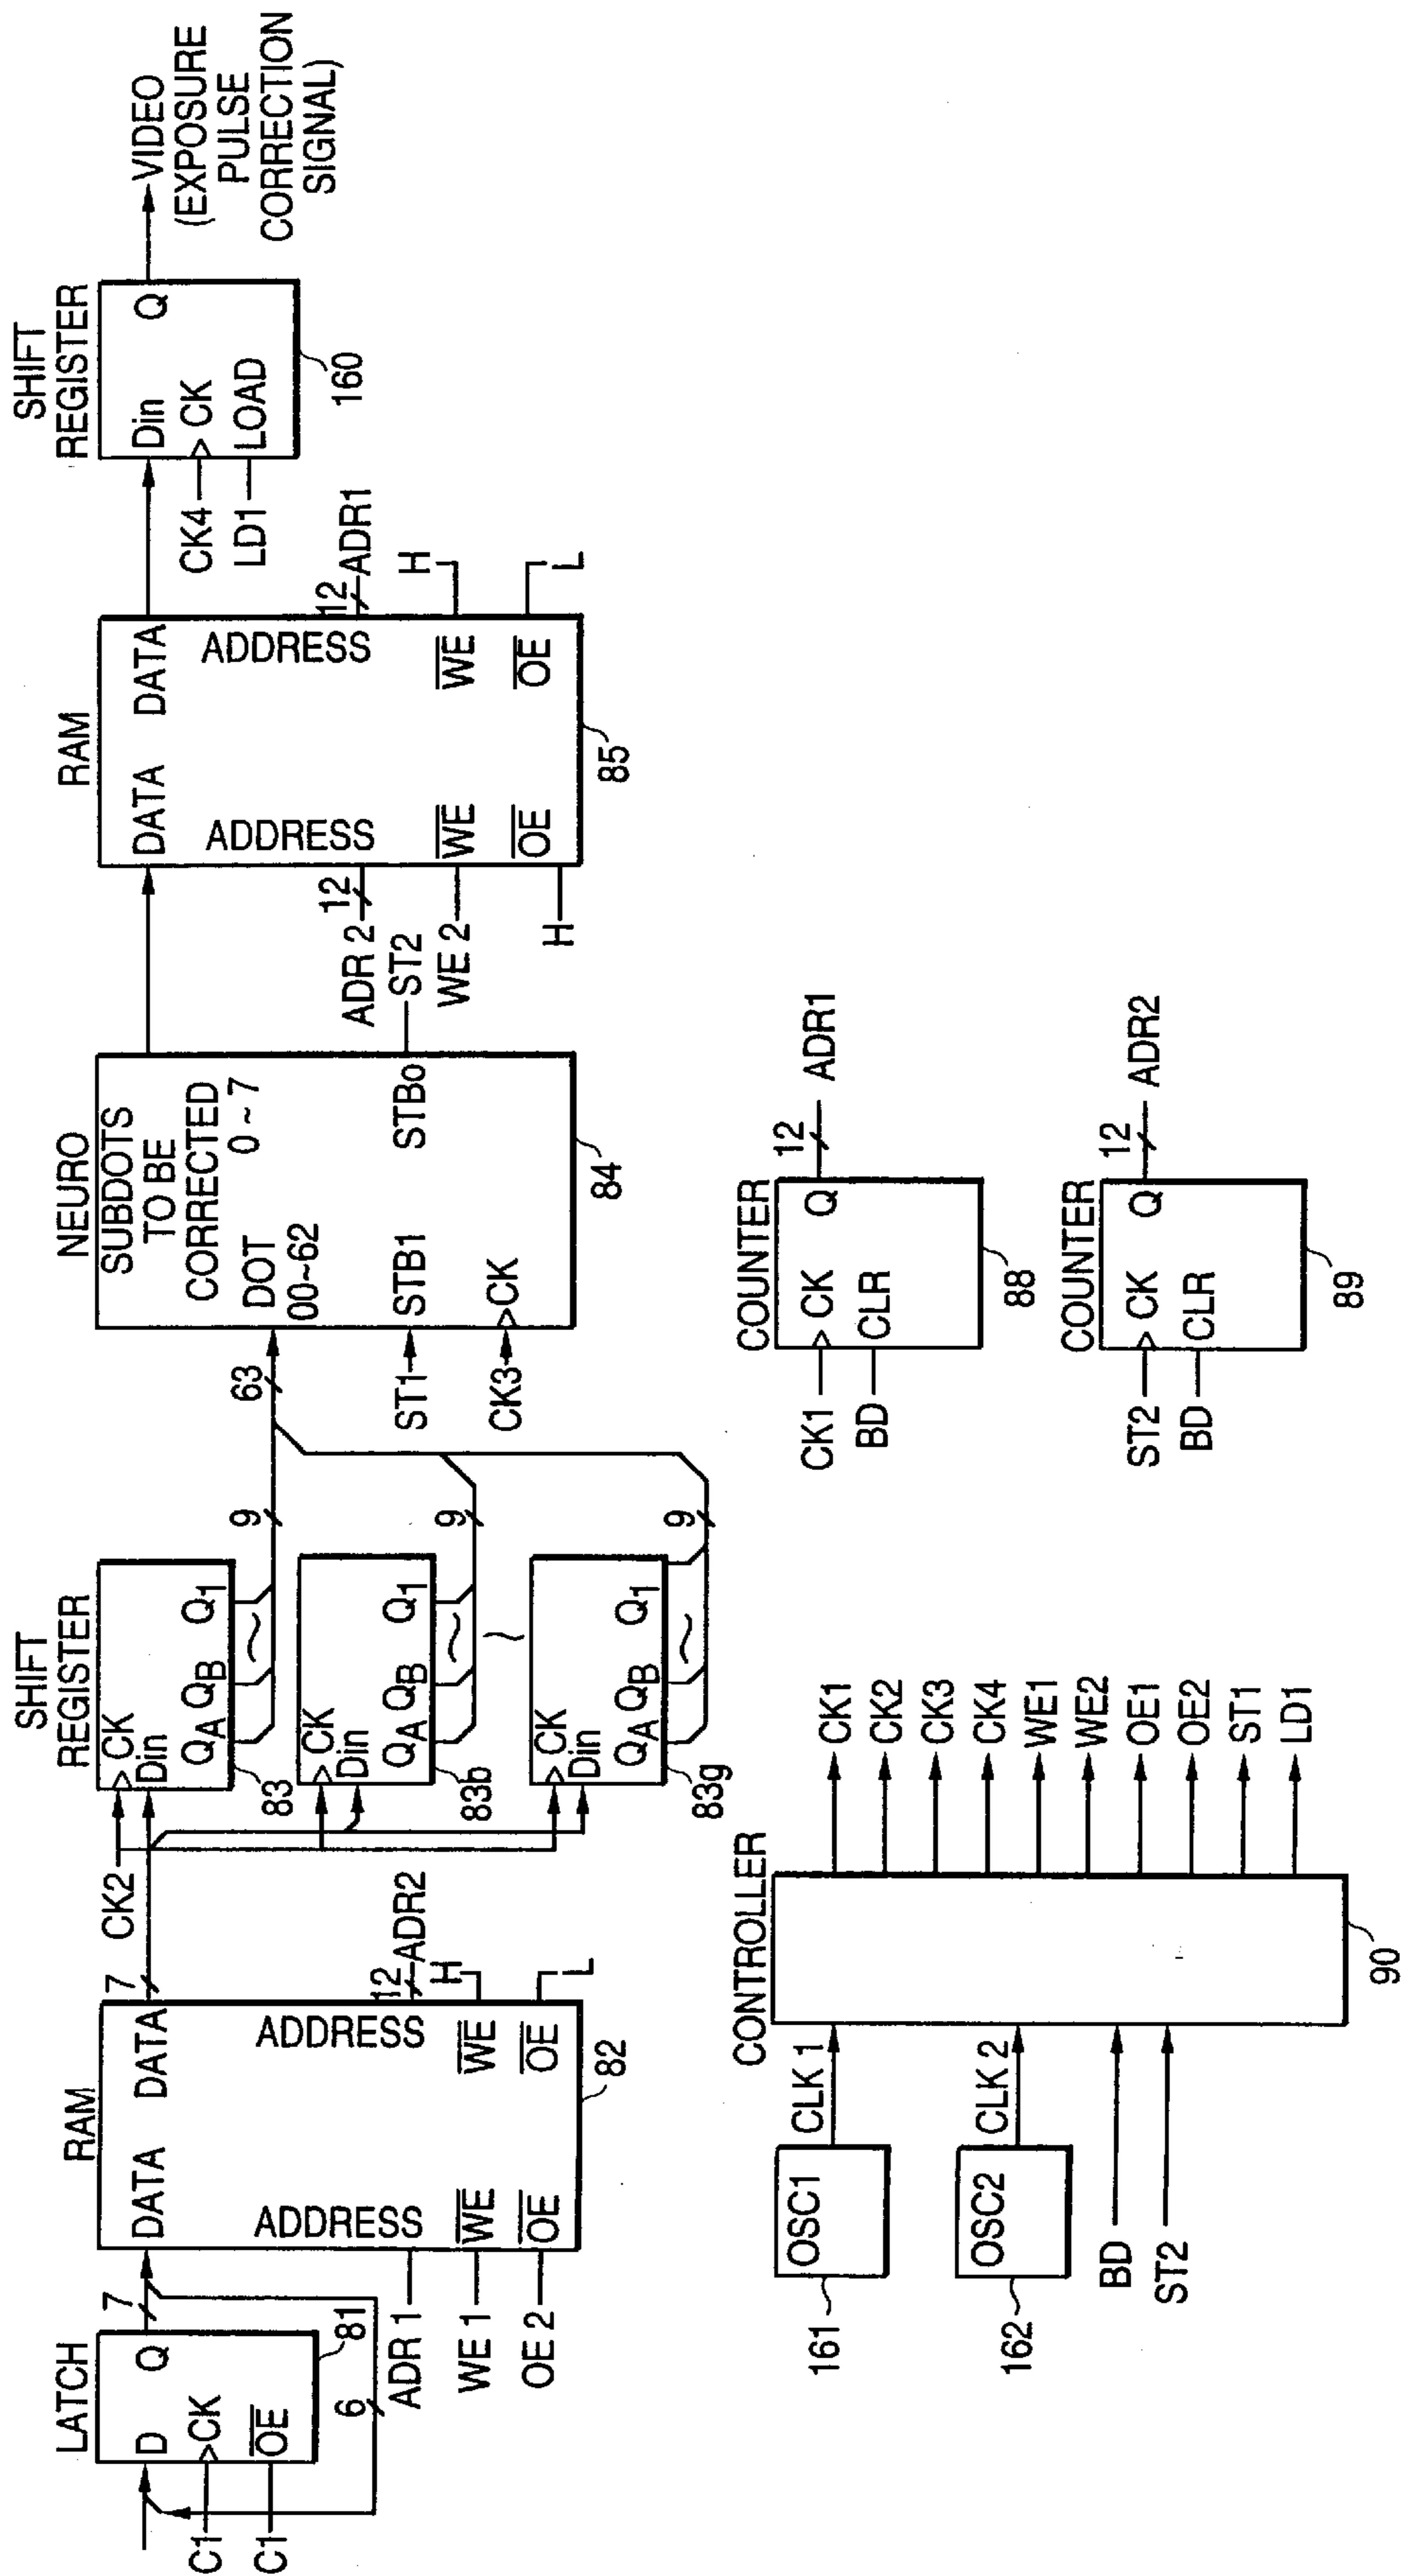 LATCH
D
Q
CK
OE
C1
C1
81
7
6
RAM
DATA
DATA
ADDRESS
ADDRESS
WE
WE
OE
OE
ADR 1
WE 1
OE 2
7
12
ADR2
H
L
82
SHIFT
REGISTER
CK2
CK
Din
QA QB Q1
83
9
CK
Din
QA QB Q1
83b
9
CK
Din
QA QB Q1
83g
9
63
NEURO
SUBDOTS
TO BE
CORRECTED
0 ~ 7
DOT
00~62
STB1
STBo
CK
ST1
CK3
84
ST2
RAM
DATA
DATA
ADDRESS
ADDRESS
WE
WE
OE
OE
12
ADR 2
WE 2
H
12
ADR1
H
L
85
SHIFT
REGISTER
Din
Q
CK
LOAD
CK4
LD1
160
VIDEO
(EXPOSURE
PULSE
CORRECTION
SIGNAL)
OSC1
161
CLK 1
OSC2
162
CLK 2
BD
ST2
CONTROLLER
90
CK1
CK2
CK3
CK4
WE1
WE2
OE1
OE2
ST1
LD1
COUNTER
CK1
CK
Q
BD
CLR
12
ADR1
88
COUNTER
ST2
CK
Q
BD
CLR
12
ADR2
89